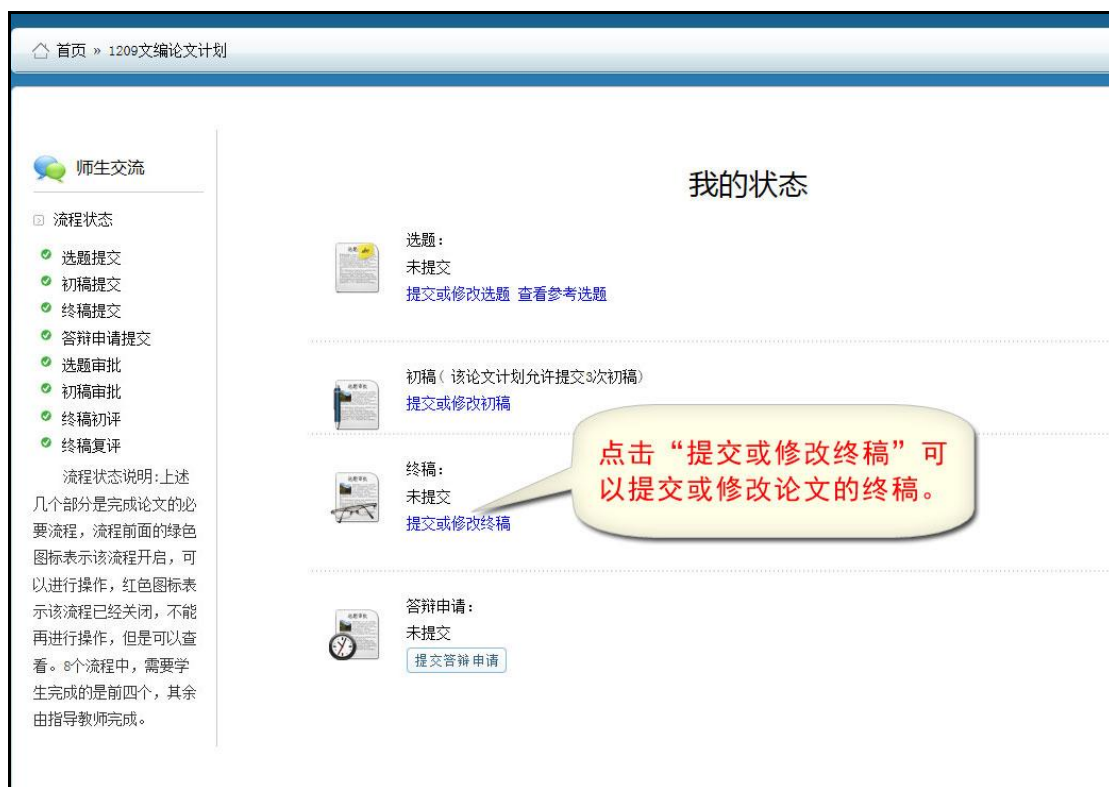 首页 » 1209文编论文计划
师生交流
流程状态
选题提交
初稿提交
终稿提交
答辩申请提交
选题审批
初稿审批
终稿初评
终稿复评
流程状态说明:上述
几个部分是完成论文的必
要流程，流程前面的绿色
图标表示该流程开启，可
以进行操作，红色图标表
示该流程已经关闭，不能
再进行操作，但是可以查
看。8个流程中，需要学
生完成的是前四个，其余
由指导教师完成。
我的状态
选题：
未提交
提交或修改选题 查看参考选题
初稿（该论文计划允许提交3次初稿）
提交或修改初稿
终稿：
未提交
提交或修改终稿
点击“提交或修改终稿”可
以提交或修改论文的终稿。
答辩申请：
未提交
提交答辩申请